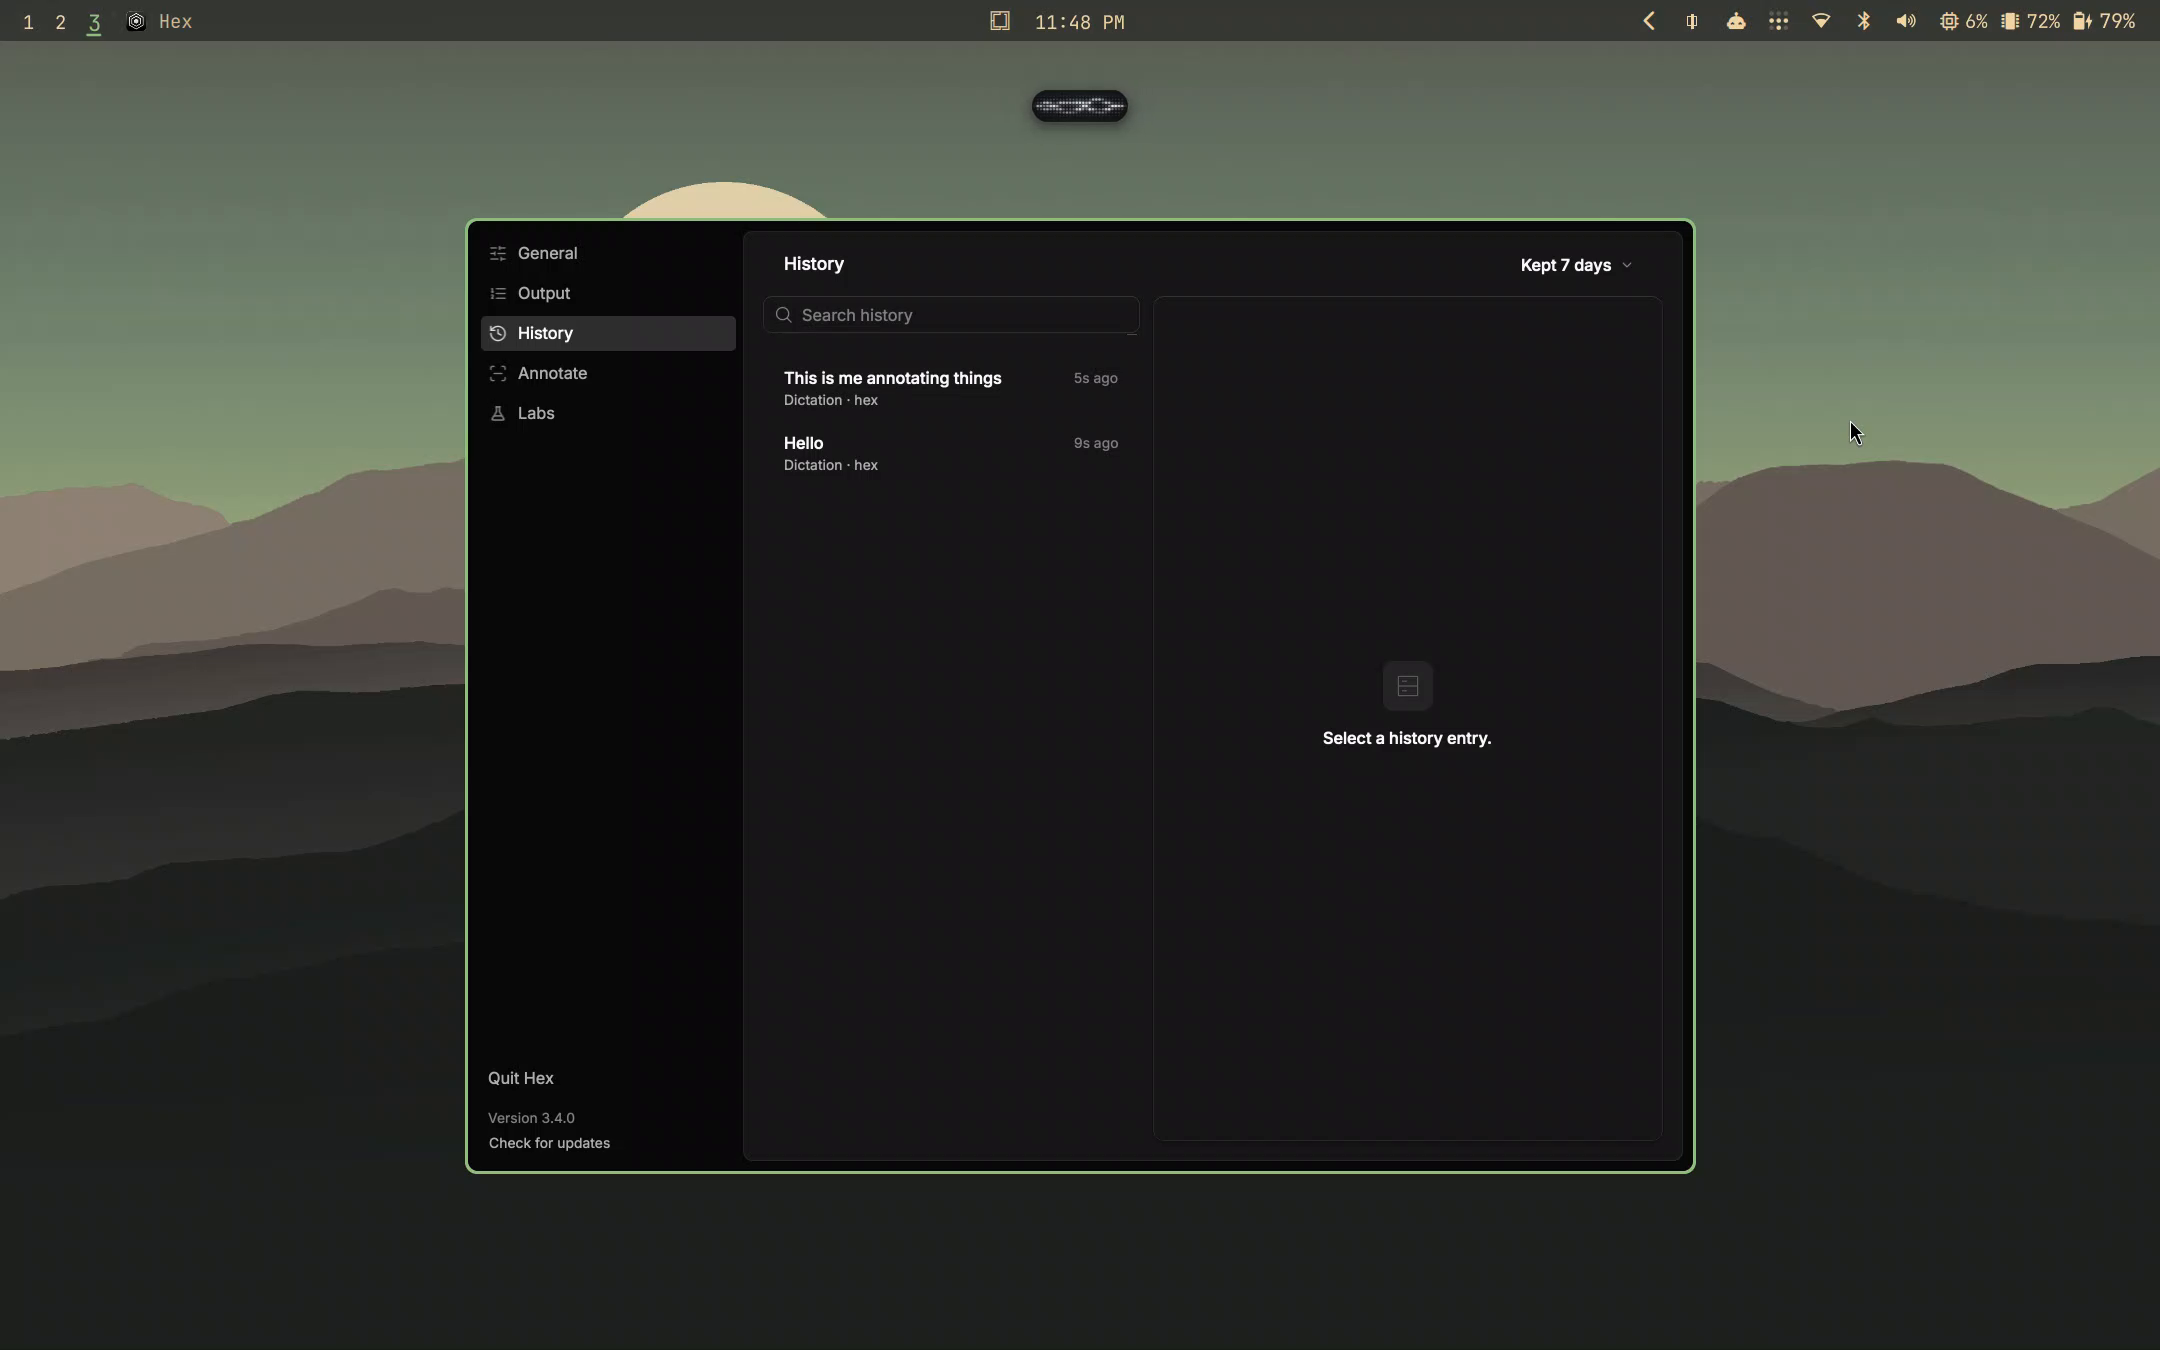 1 2 3 Hex
11:48 PM
6% 72% 79%
General
Output
History
Annotate
Labs
Quit Hex
Version 3.4.0
Check for updates
History
Kept 7 days
Search history
This is me annotating things 5s ago
Dictation · hex
Hello 9s ago
Dictation · hex
Select a history entry.